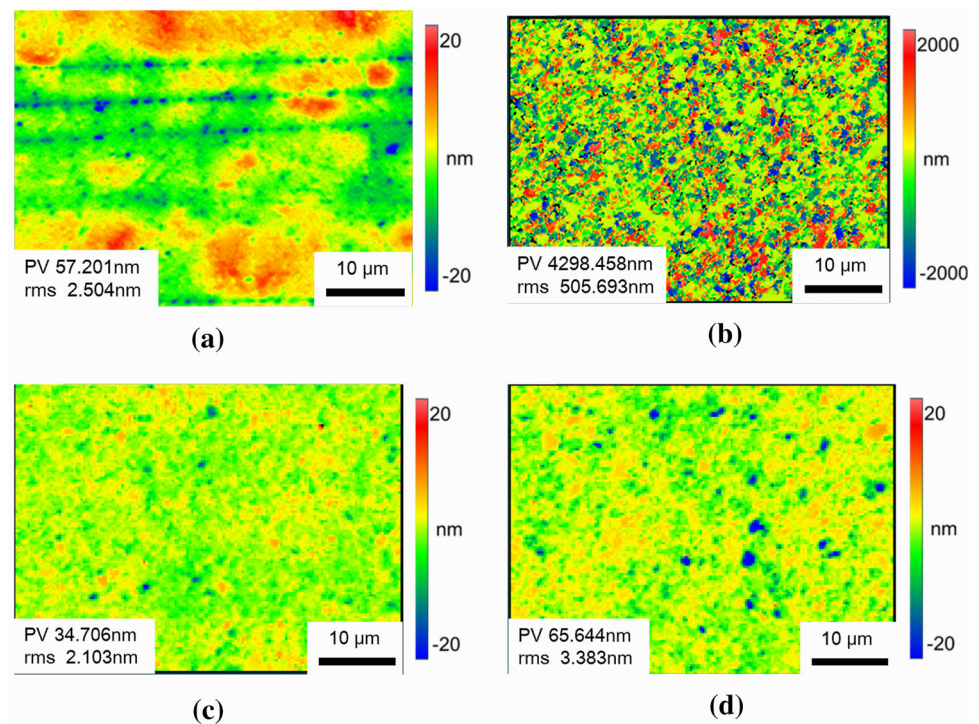 20
nm
-20
PV 57.201nm
rms 2.504nm
10 µm
(a)
2000
nm
-2000
PV 4298.458nm
rms 505.693nm
10 µm
(b)
20
nm
-20
PV 34.706nm
rms 2.103nm
10 µm
(c)
20
nm
-20
PV 65.644nm
rms 3.383nm
10 µm
(d)